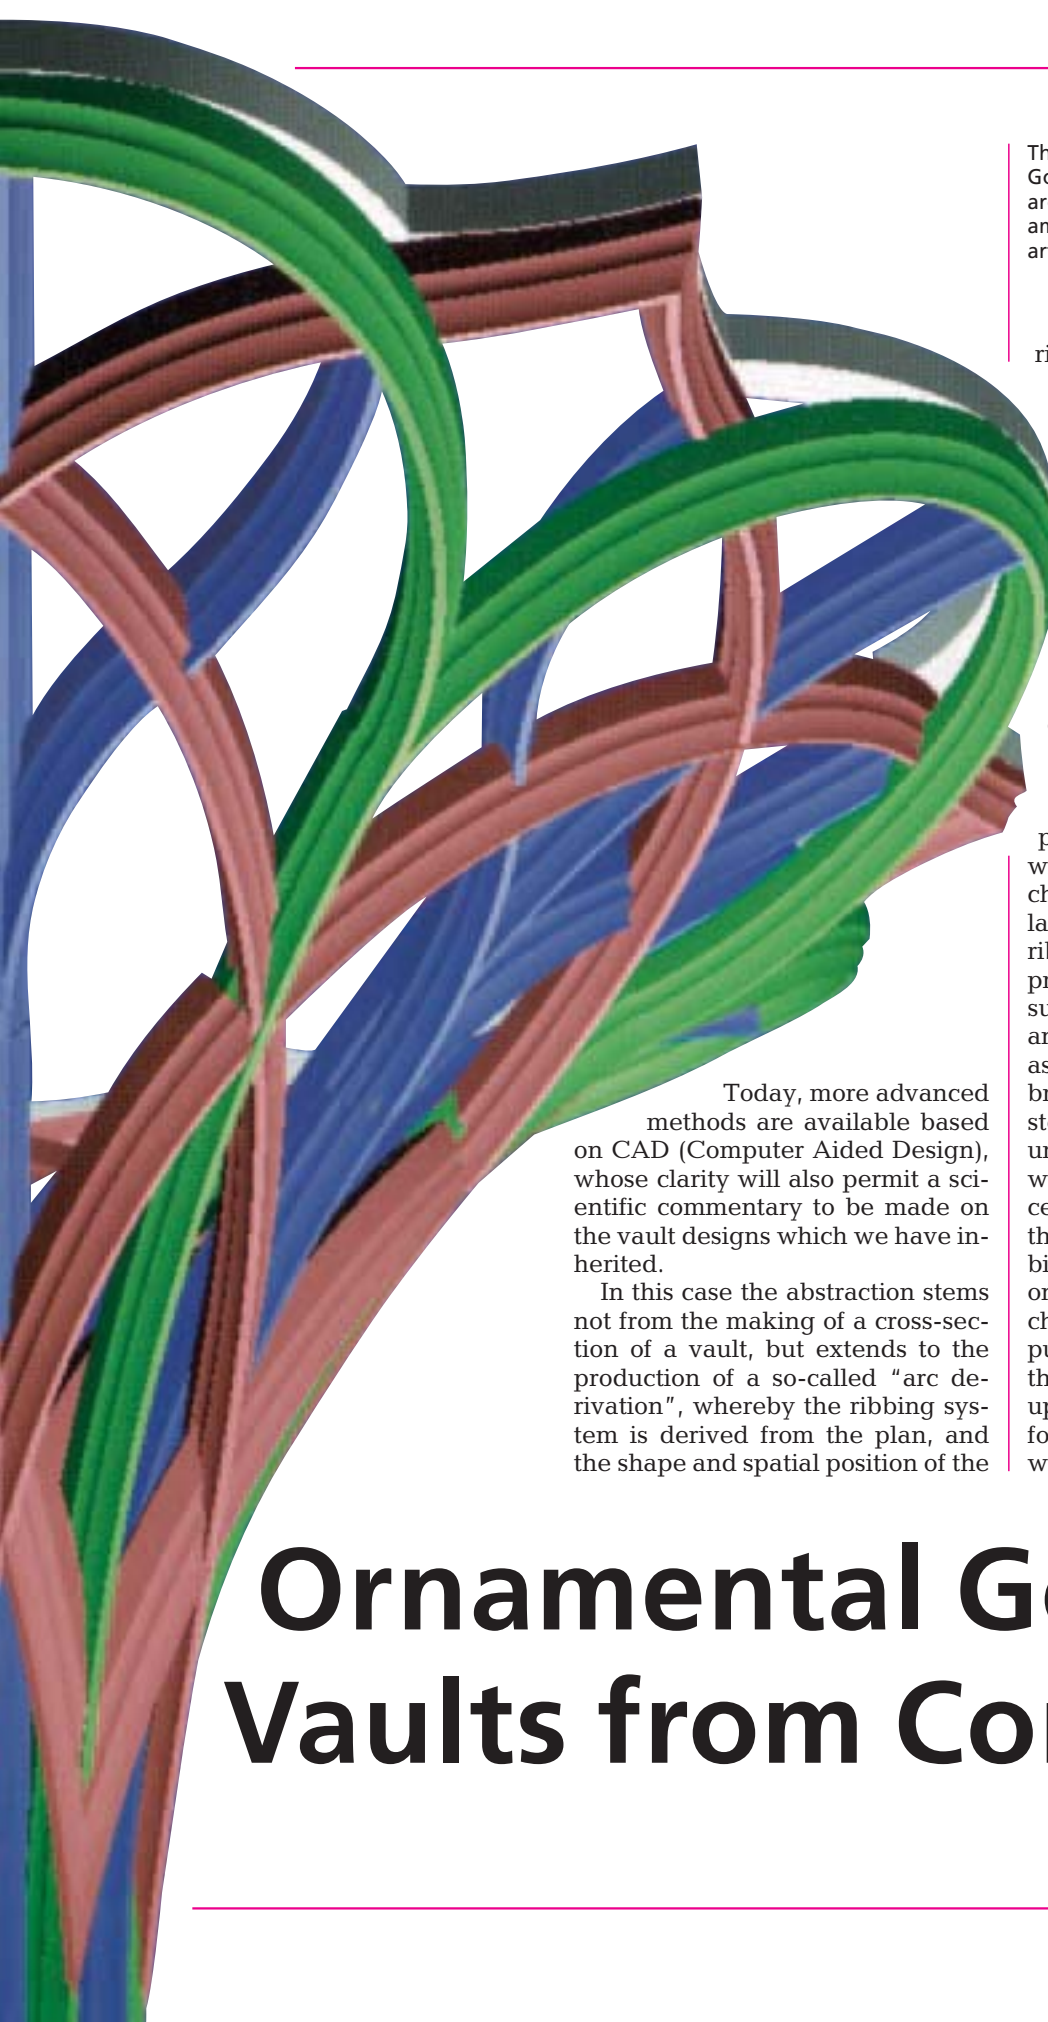 Today, more advanced
methods are available based
on CAD (Computer Aided Design),
whose clarity will also permit a sci-
entific commentary to be made on
the vault designs which we have in-
herited.
In this case the abstraction stems
not from the making of a cross-sec-
tion of a vault, but extends to the
production of a so-called “arc de-
rivation”, whereby the ribbing sys-
tem is derived from the plan, and
the shape and spatial position of the
Ornamental
Vaults from